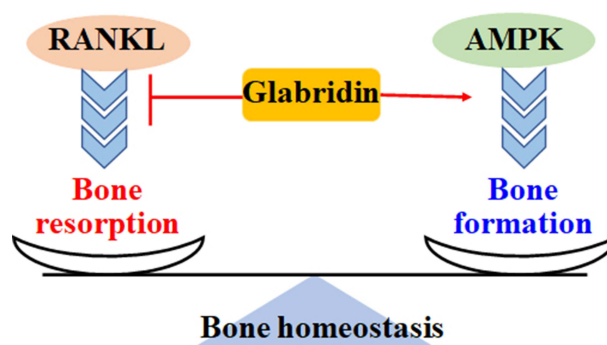 RANKL
AMPK
Glabridin
Bone
resorption
Bone
formation
Bone homeostasis